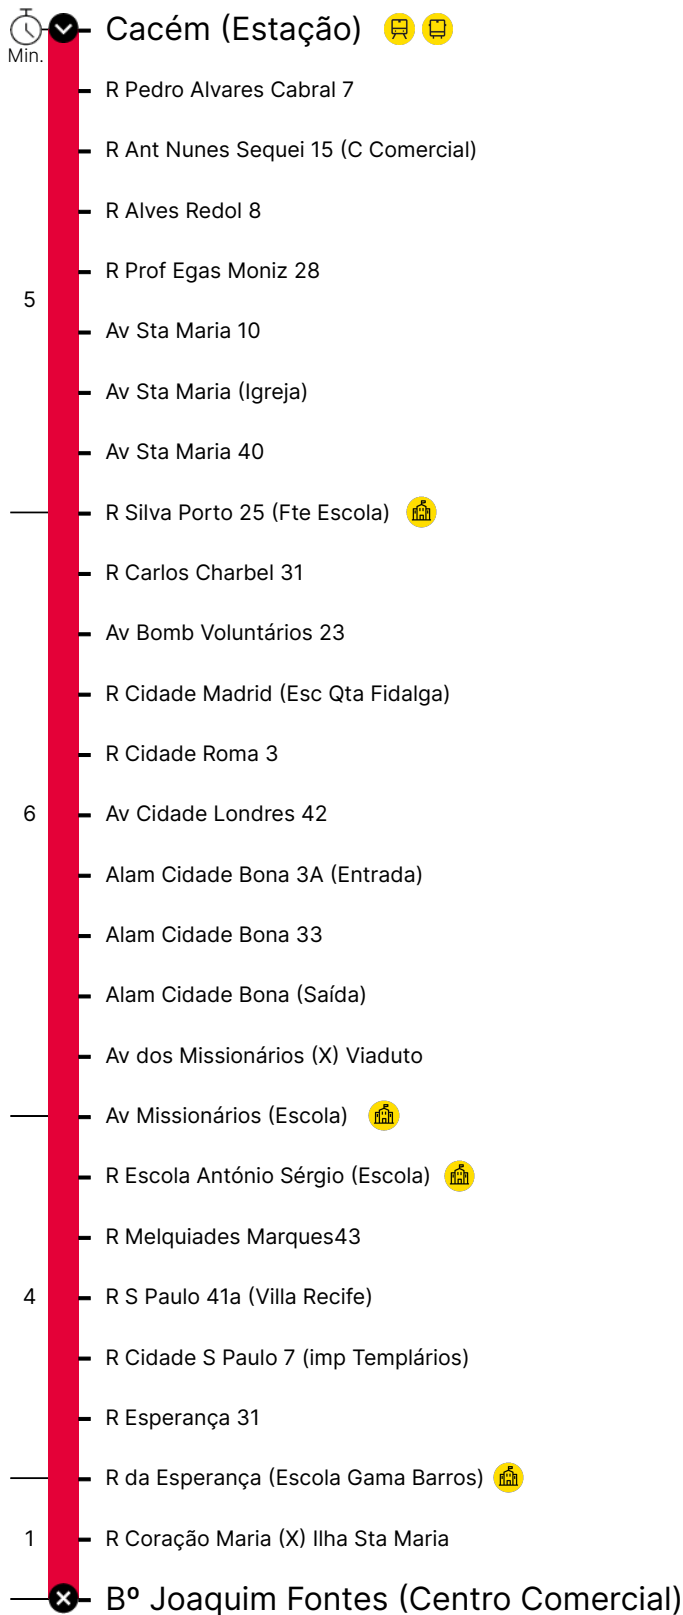 Cacém (Estação)
Min.
R Pedro Alvares Cabral 7
R Ant Nunes Sequei 15 (C Comercial)
R Alves Redol 8
R Prof Egas Moniz 28
5
Av Sta Maria 10
Av Sta Maria (Igreja)
Av Sta Maria 40
R Silva Porto 25 (Fte Escola)
R Carlos Charbel 31
Av Bomb Voluntários 23
R Cidade Madrid (Esc Qta Fidalga)
R Cidade Roma 3
6 Av Cidade Londres 42
Alam Cidade Bona 3A (Entrada)
Alam Cidade Bona 33
Alam Cidade Bona (Saída)
Av dos Missionários (X) Viaduto
Av Missionários (Escola)
R Escola António Sérgio (Escola)
R Melquiades Marques43
4 R S Paulo 41a (Villa Recife)
R Cidade S Paulo 7 (imp Templários)
R Esperança 31
R da Esperança (Escola Gama Barros)
1 R Coração Maria (X) Ilha Sta Maria
Bº Joaquim Fontes (Centro Comercial)